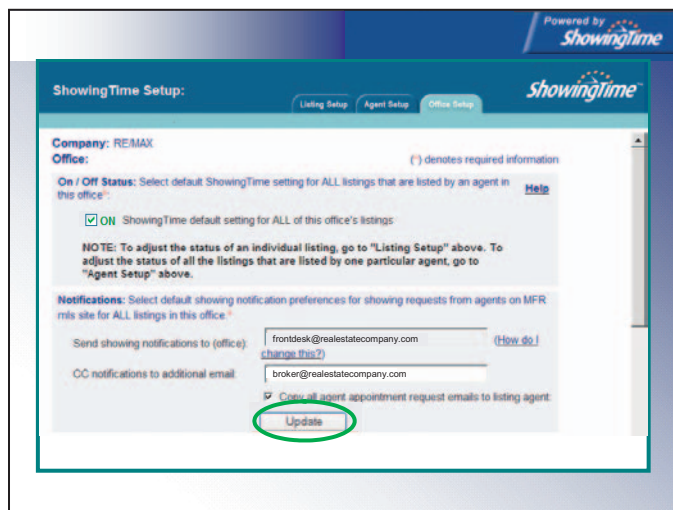 Powered by
ShowingTime
ShowingTime Setup:
Listing Setup Agent Setup Office Setup
ShowingTime™
Company: RE/MAX
Office:
(*) denotes required information
On / Off Status: Select default ShowingTime setting for ALL listings that are listed by an agent in
this office*:
Help
ON ShowingTime default setting for ALL of this office's listings
NOTE: To adjust the status of an individual listing, go to "Listing Setup" above. To
adjust the status of all the listings that are listed by one particular agent, go to
"Agent Setup" above.
Notifications: Select default showing notification preferences for showing requests from agents on MFR
mls site for ALL listings in this office.*
Send showing notifications to (office): frontdesk@realestatecompany.com (How do I
change this?)
CC notifications to additional email: broker@realestatecompany.com
Copy all agent appointment request emails to listing agent
Update